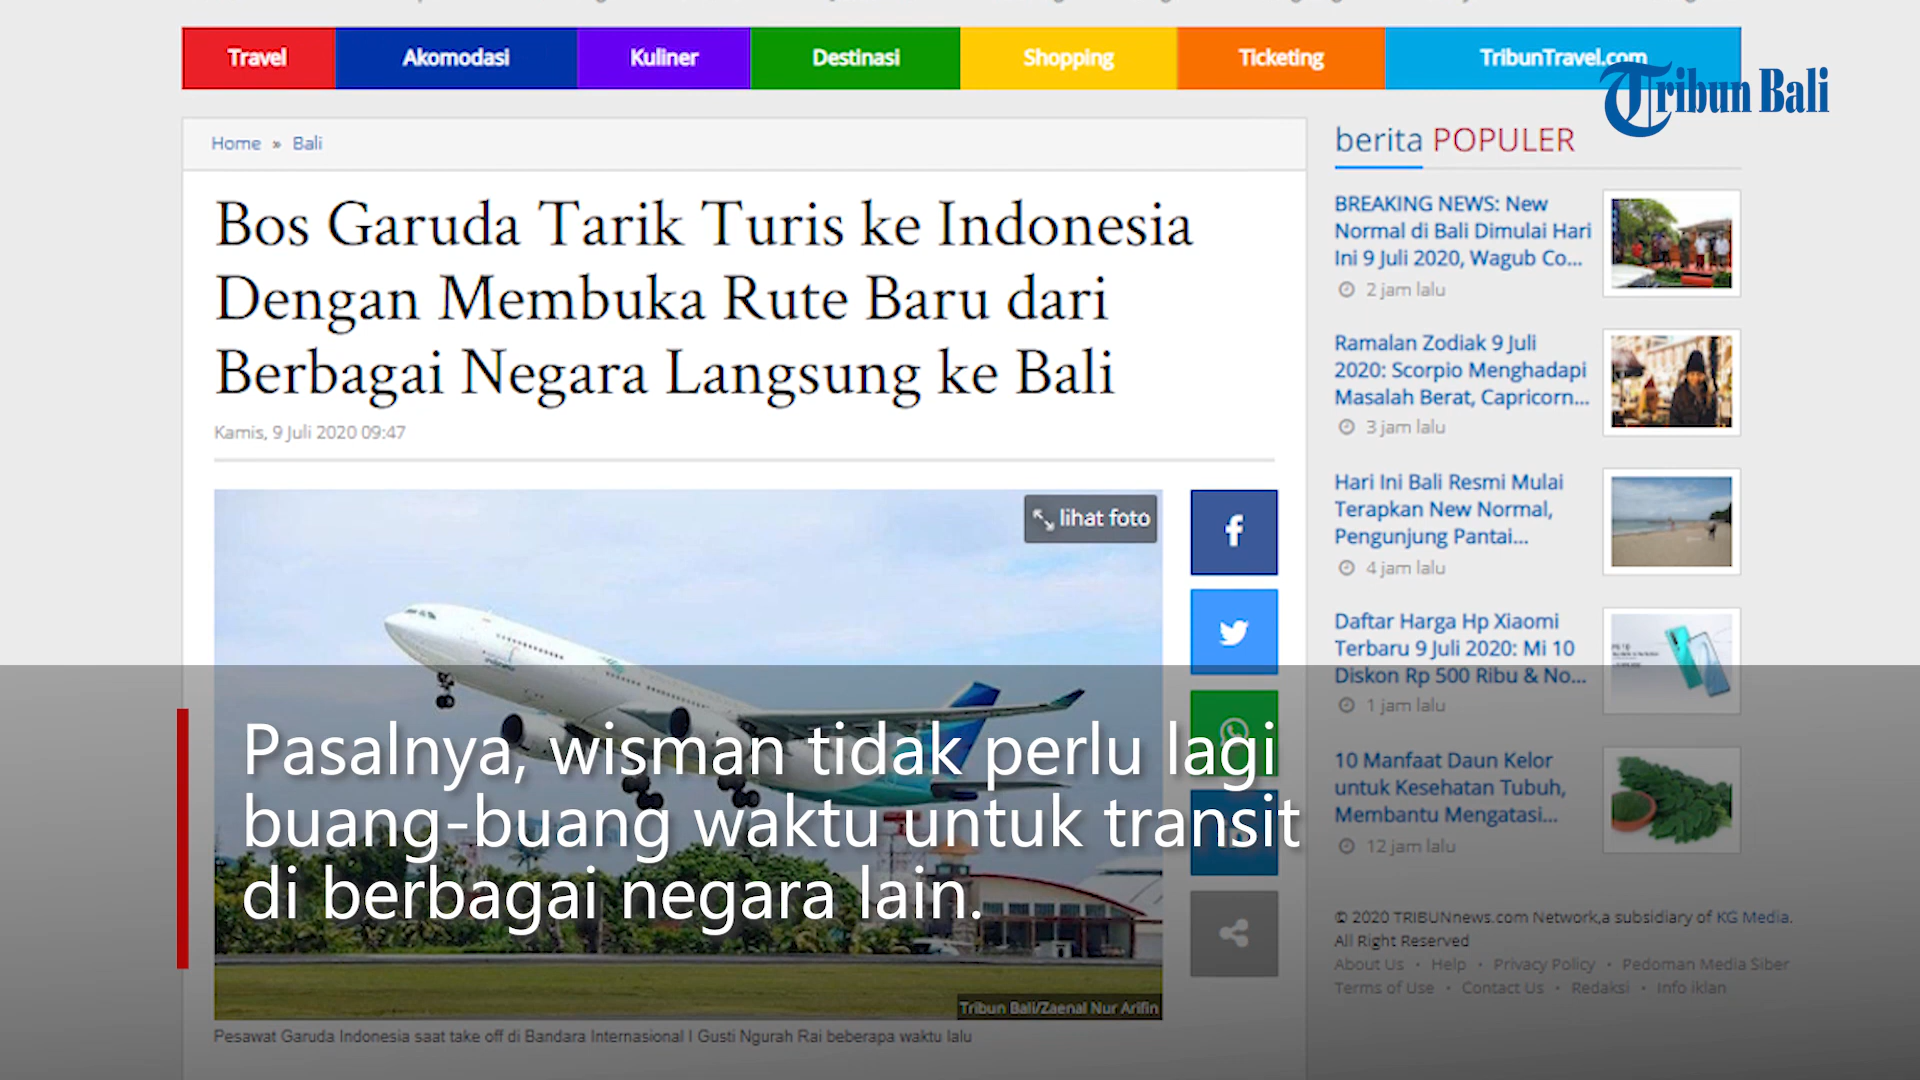 Travel
Akomodasi
Kuliner
Destinasi
Shopping
Ticketing
TribunTravel.com
Tribun Bali
Home » Bali
Bos Garuda Tarik Turis ke Indonesia
Dengan Membuka Rute Baru dari
Berbagai Negara Langsung ke Bali
Kamis, 9 Juli 2020 09:47
lihat foto
Pasalnya, wisman tidak perlu lagi
buang-buang waktu untuk transit
di berbagai negara lain.
Tribun Bali/Zaenal Nur Arifin
Pesawat Garuda Indonesia saat take off di Bandara Internasional I Gusti Ngurah Rai beberapa waktu lalu
berita POPULER
BREAKING NEWS: New
Normal di Bali Dimulai Hari
Ini 9 Juli 2020, Wagub Co...
2 jam lalu
Ramalan Zodiak 9 Juli
2020: Scorpio Menghadapi
Masalah Berat, Capricorn...
3 jam lalu
Hari Ini Bali Resmi Mulai
Terapkan New Normal,
Pengunjung Pantai...
4 jam lalu
Daftar Harga Hp Xiaomi
Terbaru 9 Juli 2020: Mi 10
Diskon Rp 500 Ribu & No...
1 jam lalu
10 Manfaat Daun Kelor
untuk Kesehatan Tubuh,
Membantu Mengatasi...
12 jam lalu
© 2020 TRIBUNnews.com Network,a subsidiary of KG Media.
All Right Reserved
About Us • Help • Privacy Policy • Pedoman Media Siber
Terms of Use • Contact Us • Redaksi • Info iklan